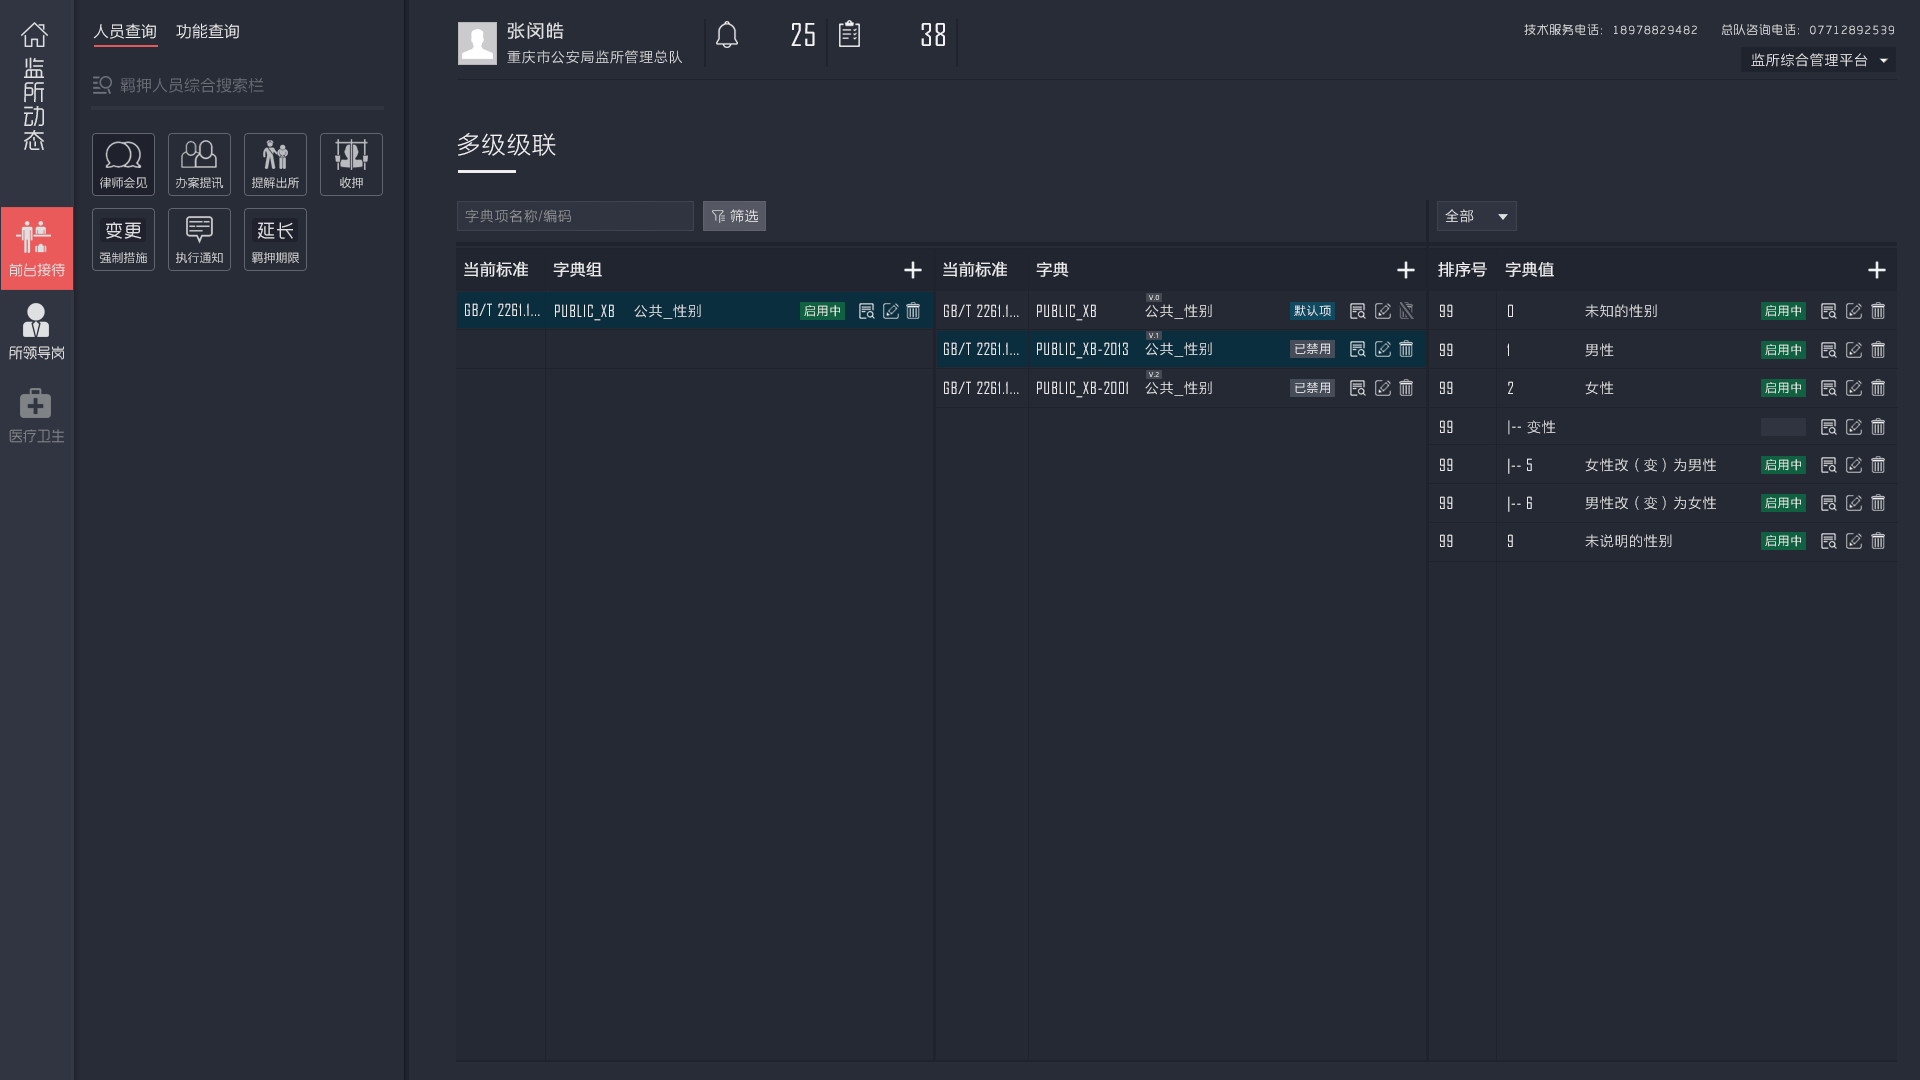 监所动态
前台接待
所领导岗
医疗卫生
人员查询 功能查询
羁押人员综合搜索栏
律师会见 办案提讯 提解出所 收押
变更 延长
强制措施 执行通知 羁押期限
张闵皓
重庆市公安局监所管理总队
25 38
技术服务电话: 18978829482 总队咨询电话: 07712892539
监所综合管理平台
多级级联
字典项名称/编码 筛选 全部
当前标准 字典组 当前标准 字典 排序号 字典值
GB/T 2261.1... PUBLIC_XB 公共_性别 启用中
GB/T 2261.1... PUBLIC_XB V.0 公共_性别 默认项
GB/T 2261.1... PUBLIC_XB-2013 V.1 公共_性别 已禁用
GB/T 2261.1... PUBLIC_XB-2001 V.2 公共_性别 已禁用
99 0 未知的性别 启用中
99 1 男性 启用中
99 2 女性 启用中
99 |-- 变性
99 |-- 5 女性改（变）为男性 启用中
99 |-- 6 男性改（变）为女性 启用中
99 9 未说明的性别 启用中